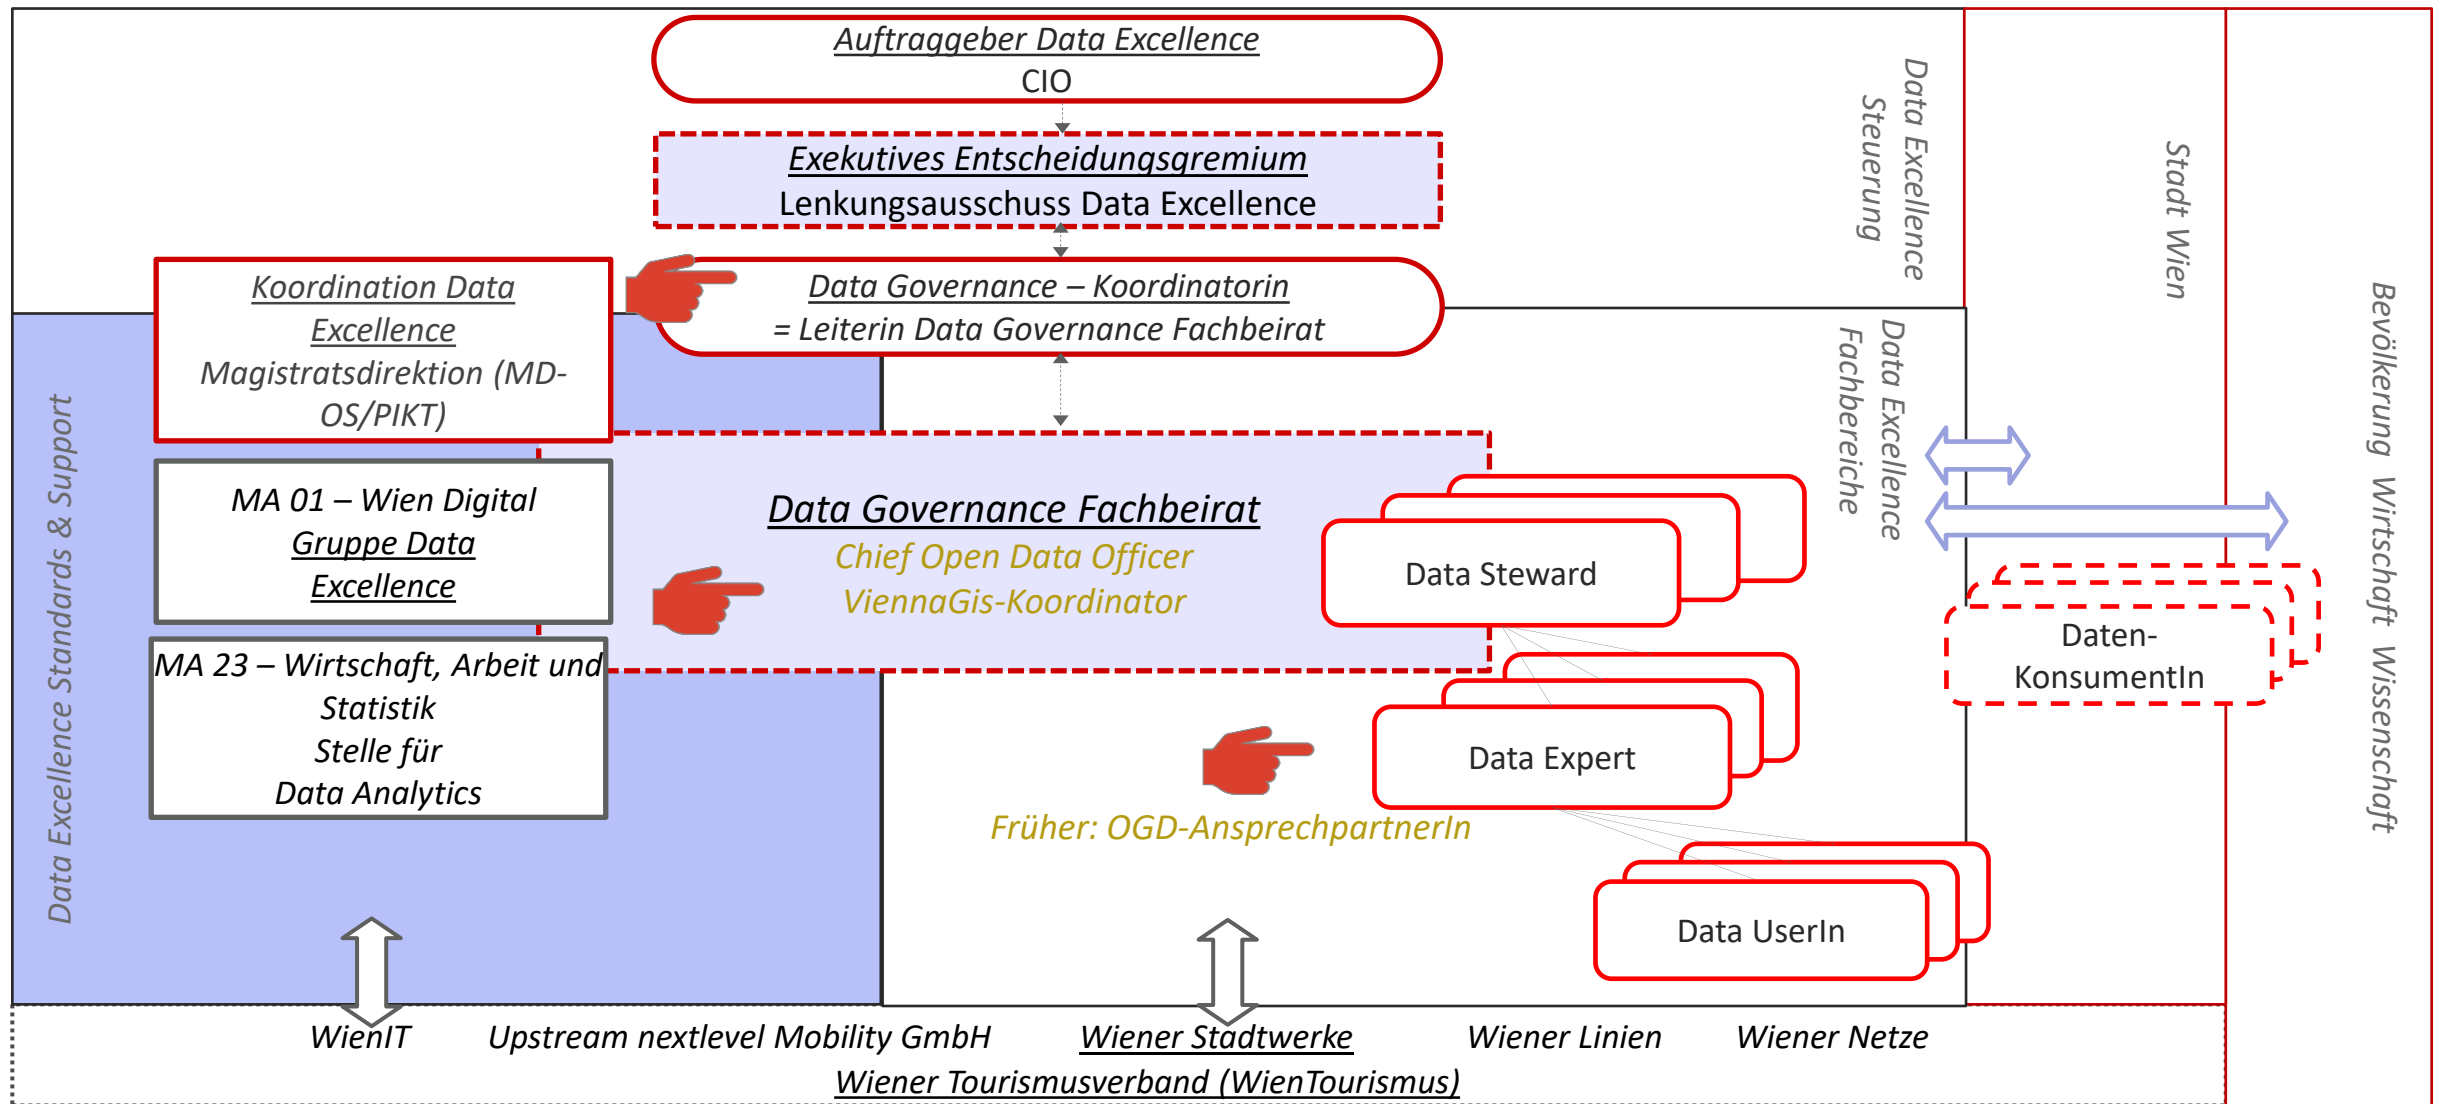 Auftraggeber Data Excellence
CIO
Exekutives Entscheidungsgremium
Lenkungsausschuss Data Excellence
Data Governance – Koordinatorin
= Leiterin Data Governance Fachbeirat
Koordination Data
Excellence
Magistratsdirektion (MD-
OS/PIKT)
MA 01 – Wien Digital
Gruppe Data
Excellence
MA 23 – Wirtschaft, Arbeit und
Statistik
Stelle für
Data Analytics
Data Excellence Standards & Support
Data Governance Fachbeirat
Chief Open Data Officer
ViennaGis-Koordinator
Früher: OGD-AnsprechpartnerIn
Data Steward
Data Expert
Data UserIn
Data Excellence
Steuerung
Data Excellence
Fachbereiche
Stadt Wien
Daten-
KonsumentIn
Bevölkerung Wirtschaft Wissenschaft
WienIT
Upstream nextlevel Mobility GmbH
Wiener Stadtwerke
Wiener Linien
Wiener Netze
Wiener Tourismusverband (WienTourismus)